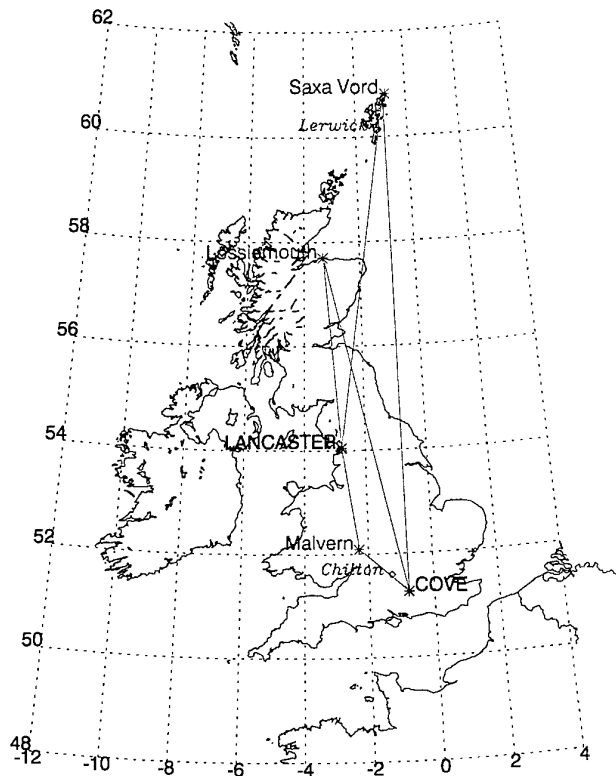 62
Saxa Vord
60
Lerwick
58
Lossiemouth
56
54
LANCASTER
52
Malvern
Chilton
COVE
50
48
-12 -10 -8 -6 -4 -2 0 2 4